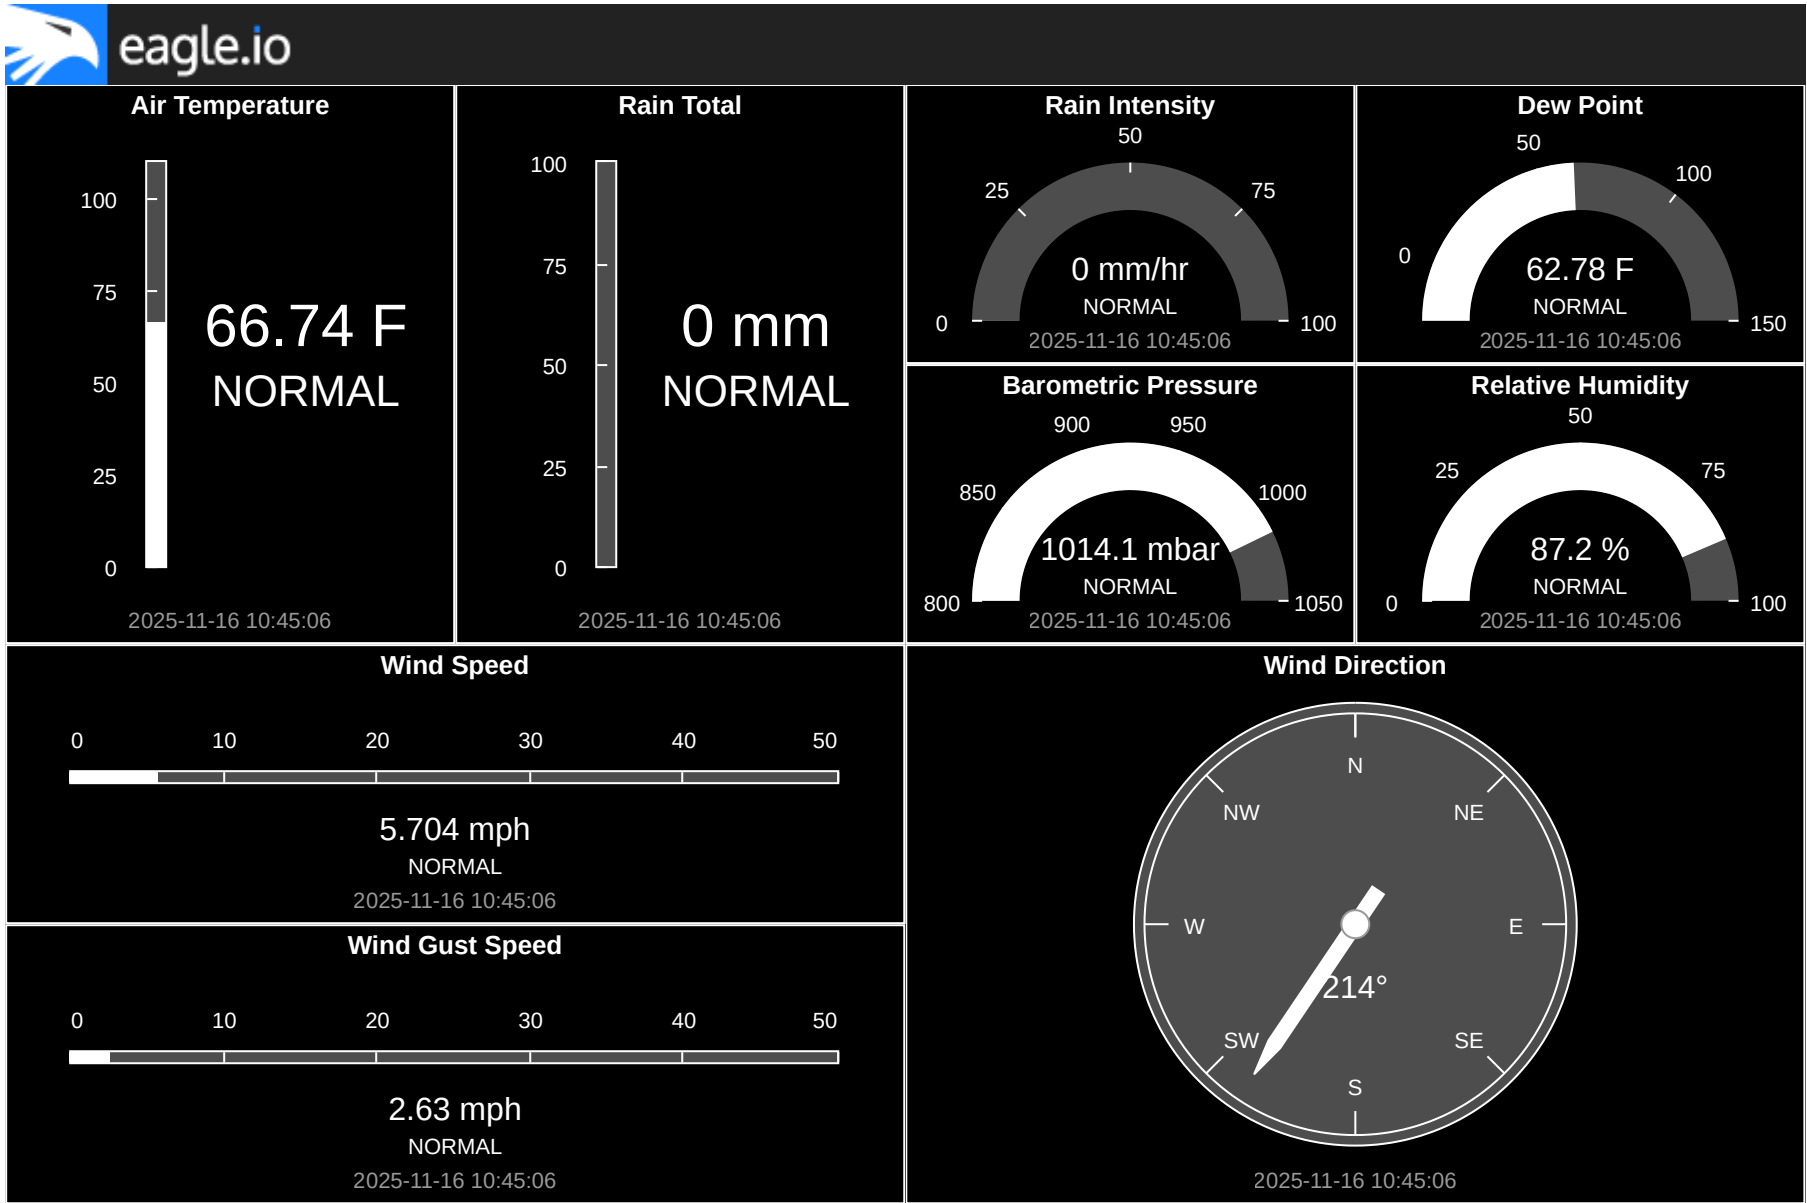 eagle.io
Air Temperature
100
75
50
25
0
66.74 F
NORMAL
2025-11-16 10:45:06
Rain Total
100
75
50
25
0
0 mm
NORMAL
2025-11-16 10:45:06
Rain Intensity
50
25
75
0
100
0 mm/hr
NORMAL
2025-11-16 10:45:06
Dew Point
50
100
0
150
62.78 F
NORMAL
2025-11-16 10:45:06
Barometric Pressure
900
950
850
1000
800
1050
1014.1 mbar
NORMAL
2025-11-16 10:45:06
Relative Humidity
50
25
75
0
100
87.2 %
NORMAL
2025-11-16 10:45:06
Wind Speed
0 10 20 30 40 50
5.704 mph
NORMAL
2025-11-16 10:45:06
Wind Gust Speed
0 10 20 30 40 50
2.63 mph
NORMAL
2025-11-16 10:45:06
Wind Direction
N
NW
NE
W
E
214°
SW
SE
S
2025-11-16 10:45:06